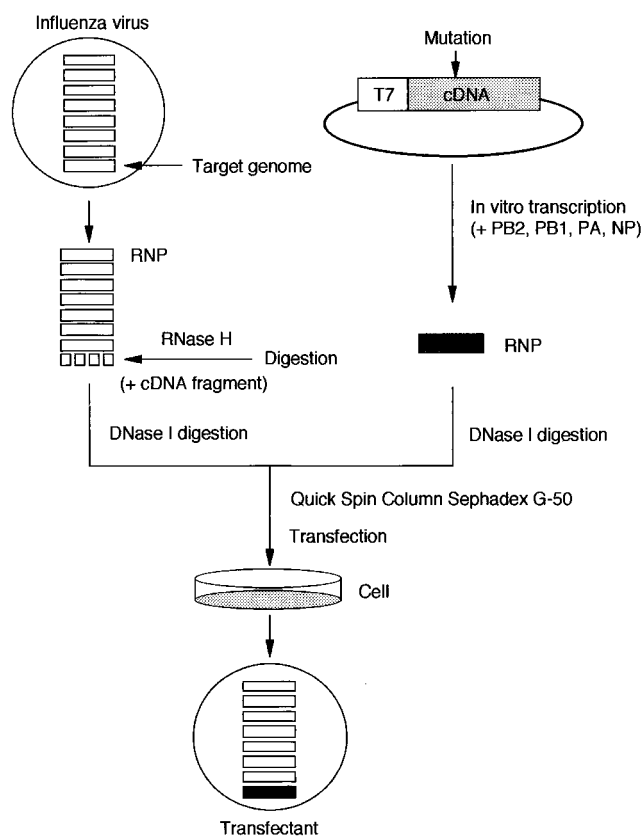 Influenza virus
Mutation
T7
cDNA
Target genome
In vitro transcription
(+ PB2, PB1, PA, NP)
RNP
RNase H
Digestion
(+ cDNA fragment)
RNP
DNase I digestion
DNase I digestion
Quick Spin Column Sephadex G-50
Transfection
Cell
Transfectant